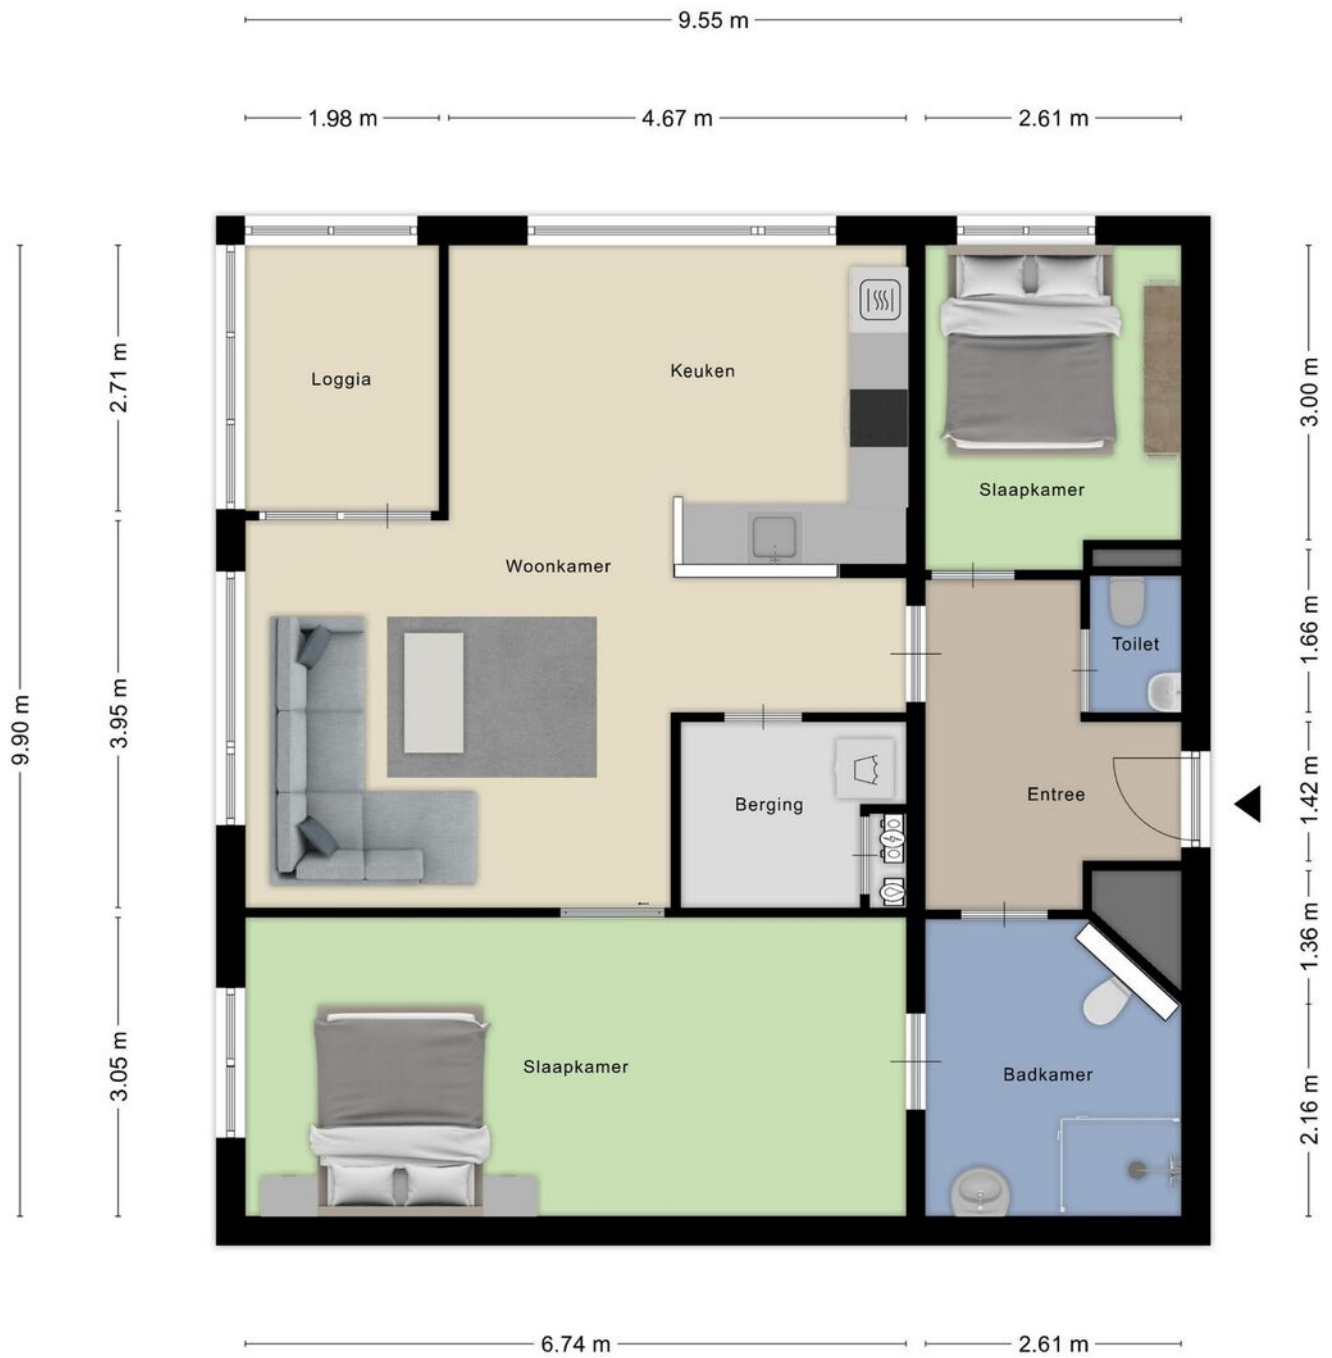 9.55 m
1.98 m
4.67 m
2.61 m
Loggia
Keuken
2.71 m
3.00 m
Slaapkamer
Woonkamer
Toilet
1.66 m
9.90 m
3.95 m
Berging
Entree
1.42 m
1.36 m
3.05 m
Slaapkamer
Badkamer
2.16 m
6.74 m
2.61 m